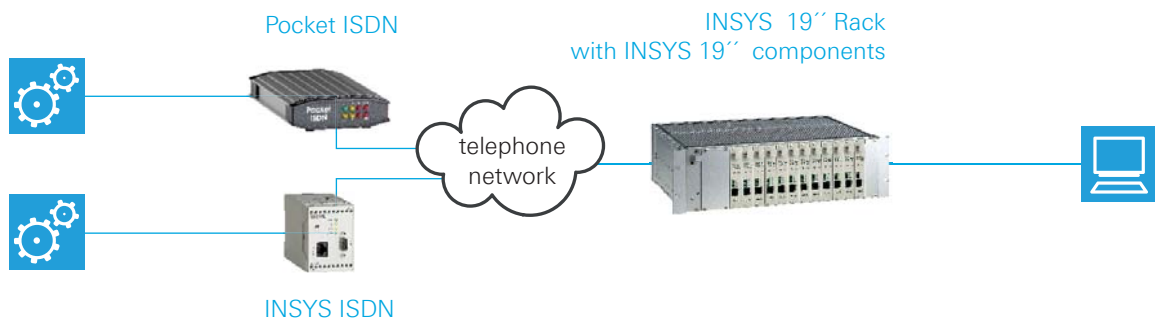 Pocket ISDN
INSYS 19´´ Rack
with INSYS 19´´ components
Pocket
ISDN
telephone
network
INSYS ISDN